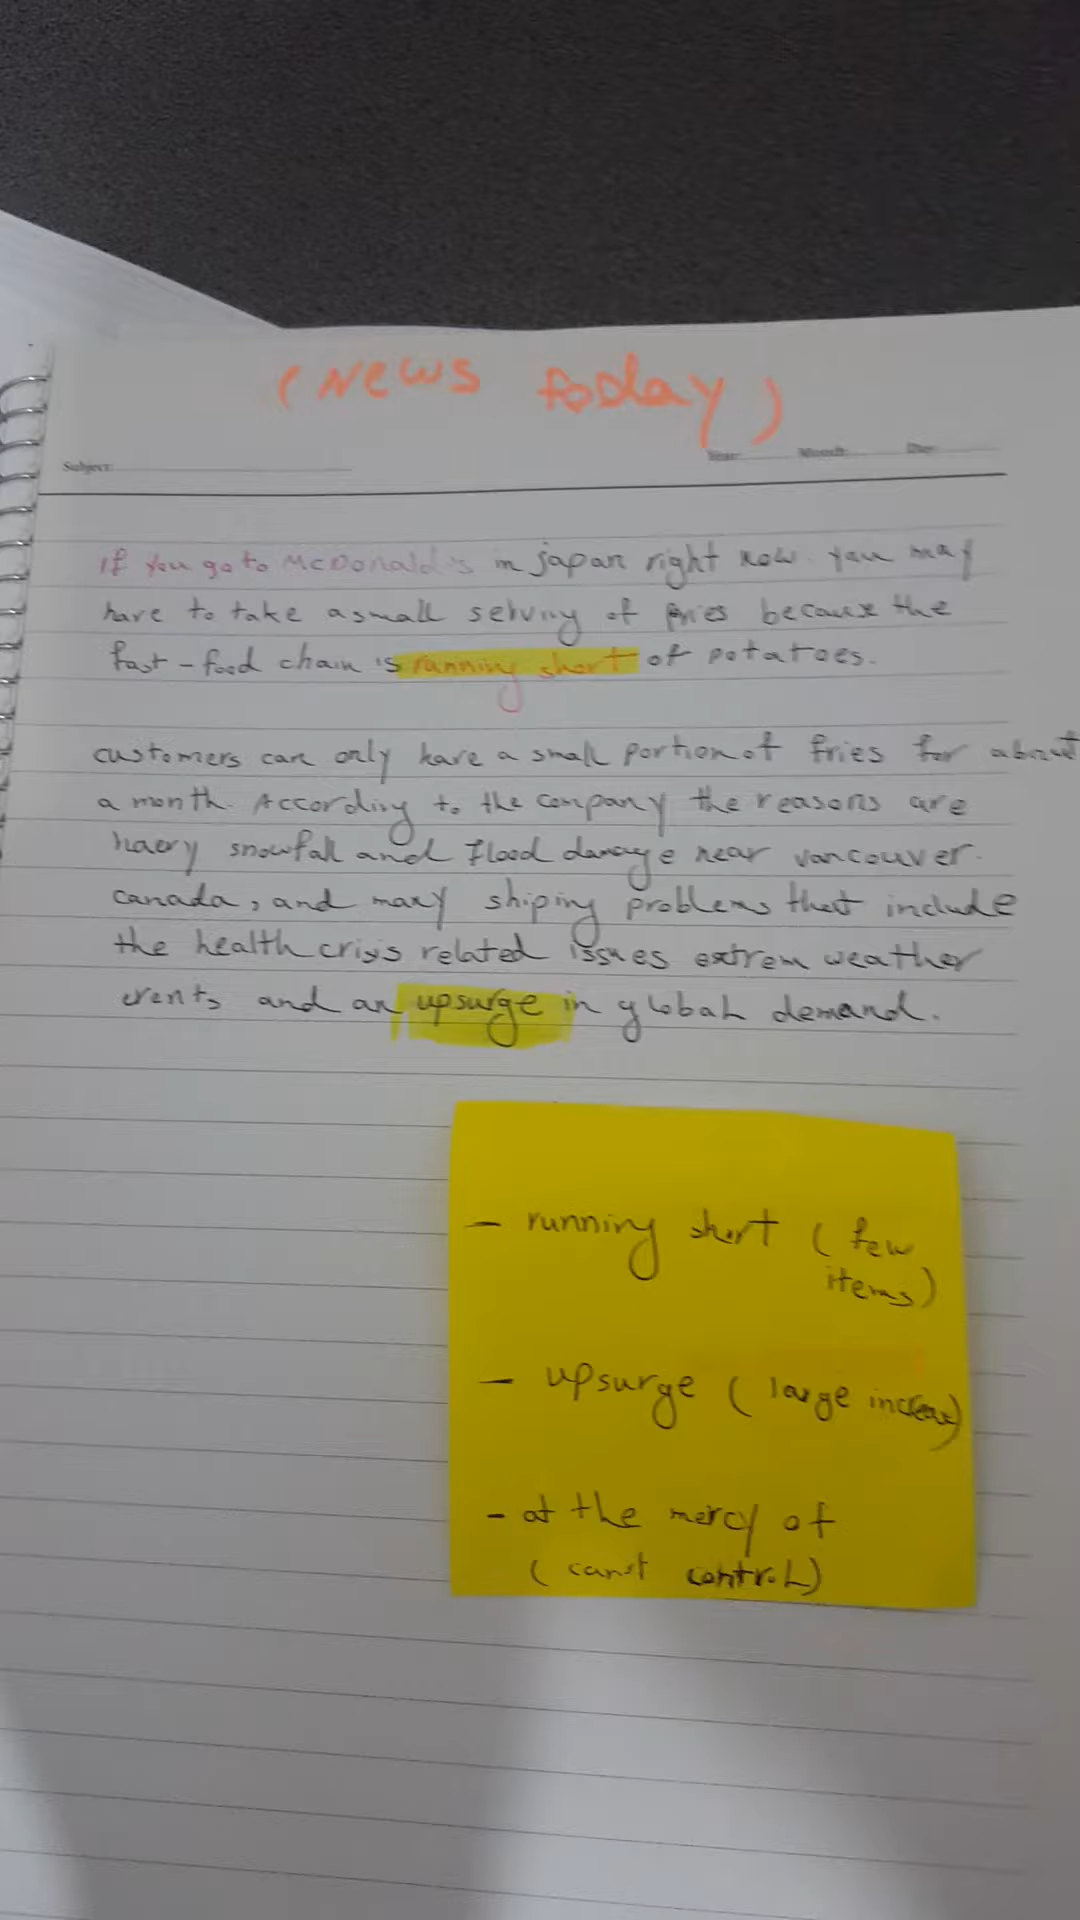 (News today)
Subject:
Year: Month: Day:
If you go to McDonald's in japan right now. you may
have to take a small serving of fries because the
fast-food chain is running short of potatoes.
customers can only have a small portion of fries for about
a month. According to the company the reasons are
heavy snowfall and flood damage near vancouver.
canada, and many shiping problems that include
the health crisis related issues extrem weather
events and an upsurge in global demand.
- running short (few
items)
- upsurge (large increase)
- at the mercy of
(can't control)